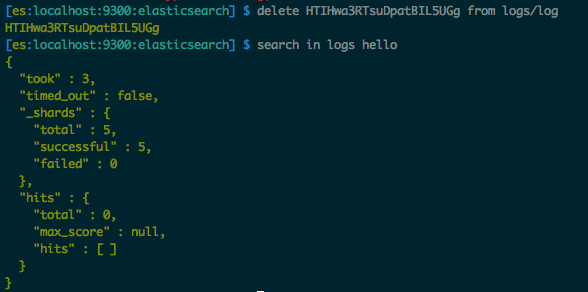 [es:localhost:9300:elasticsearch] $ delete HTIHwa3RTsuDpatBIL5UGg from logs/log
HTIHwa3RTsuDpatBIL5UGg
[es:localhost:9300:elasticsearch] $ search in logs hello
{
  "took" : 3,
  "timed_out" : false,
  "_shards" : {
    "total" : 5,
    "successful" : 5,
    "failed" : 0
  },
  "hits" : {
    "total" : 0,
    "max_score" : null,
    "hits" : [ ]
  }
}